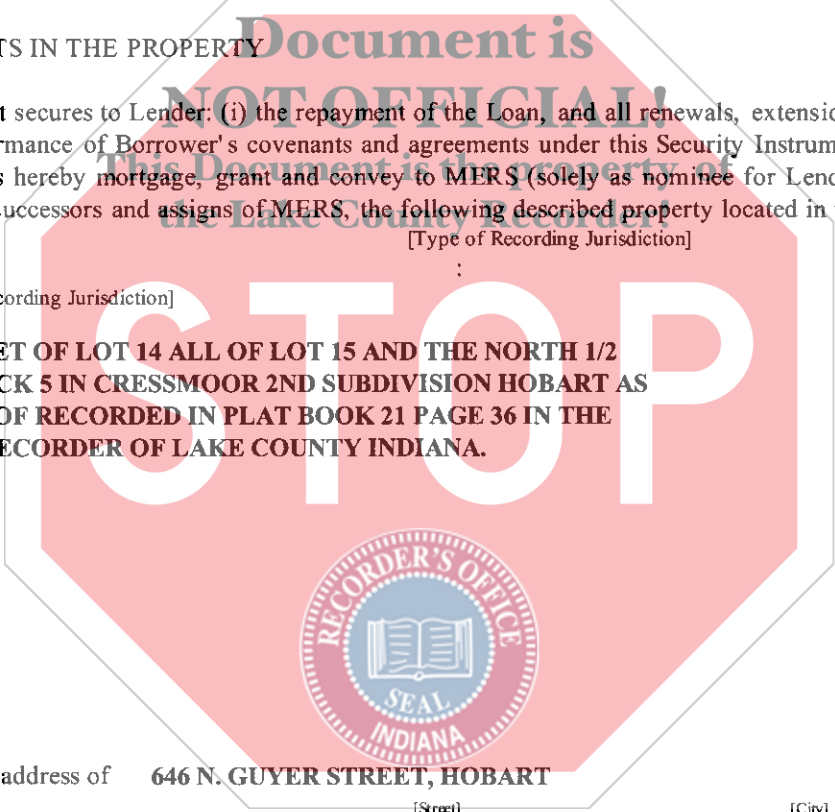 Document is
TS IN THE PROPERTY
NOT OFFICIAL!
t secures to Lender: (i) the repayment of the Loan, and all renewals, extensio
rmance of Borrower's covenants and agreements under this Security Instrum
This Document is the property of
s hereby mortgage, grant and convey to MERS (solely as nominee for Lend
the Lake County Recorder!
uccessors and assigns of MERS, the following described property located in
[Type of Recording Jurisdiction]
:
cording Jurisdiction]
STOP
ET OF LOT 14 ALL OF LOT 15 AND THE NORTH 1/2
CK 5 IN CRESSMOOR 2ND SUBDIVISION HOBART AS
OF RECORDED IN PLAT BOOK 21 PAGE 36 IN THE
ECORDER OF LAKE COUNTY INDIANA.
RECORDER'S OFFICE
SEAL
INDIANA
address of 646 N. GUYER STREET, HOBART
[Street] [City]